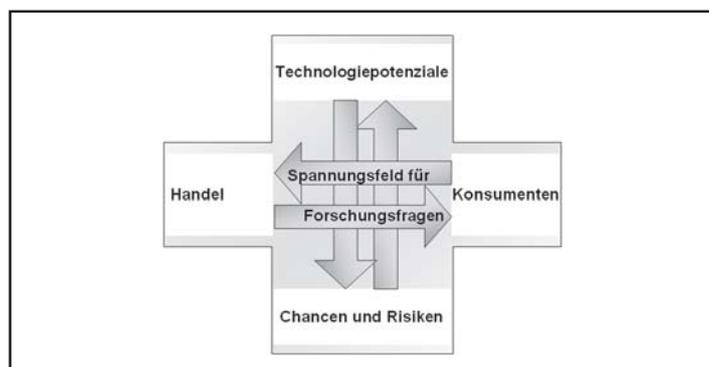 Technologiepotenziale
Handel
Spannungsfeld für
Forschungsfragen
Konsumenten
Chancen und Risiken